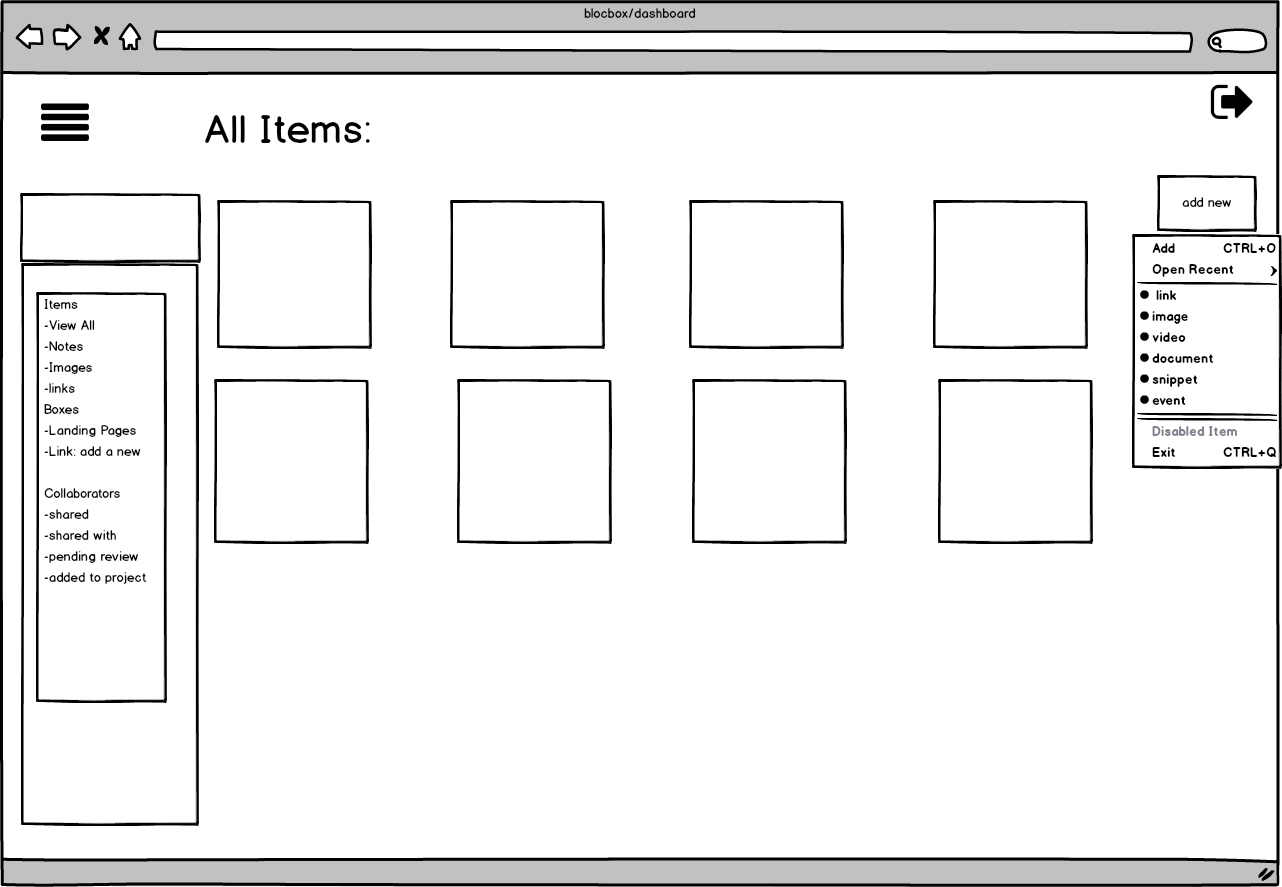 blocbox/dashboard
All Items:
add new
Add CTRL+O
Open Recent
link
image
video
document
snippet
event
Disabled Item
Exit CTRL+Q
Items
-View All
-Notes
-Images
-links
Boxes
-Landing Pages
-Link: add a new
Collaborators
-shared
-shared with
-pending review
-added to project